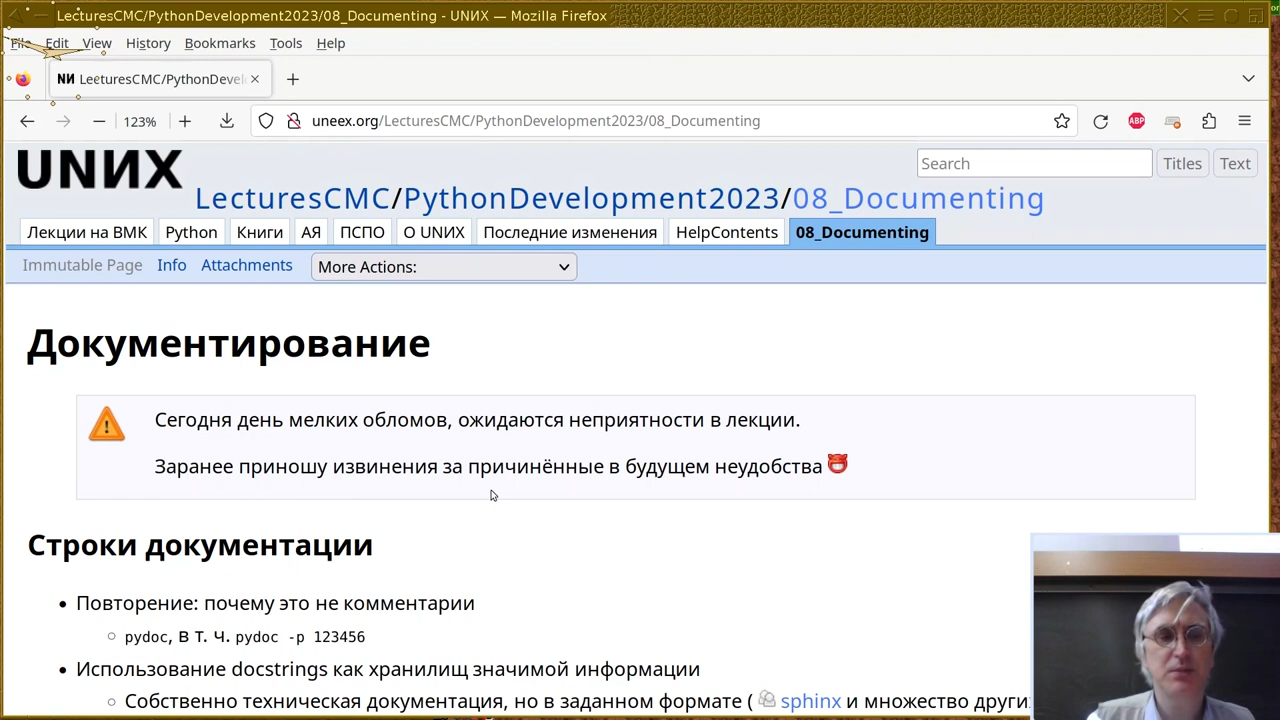 LecturesCMC/PythonDevelopment2023/08_Documenting - UNИX — Mozilla Firefox
File Edit View History Bookmarks Tools Help
NИ LecturesCMC/PythonDevel
123% uneex.org/LecturesCMC/PythonDevelopment2023/08_Documenting ABP
UNИX Search Titles Text
LecturesCMC/PythonDevelopment2023/08_Documenting
Лекции на ВМК Python Книги АЯ ПСПО О UNИX Последние изменения HelpContents 08_Documenting
Immutable Page Info Attachments More Actions:
Документирование
Сегодня день мелких обломов, ожидаются неприятности в лекции.
Заранее приношу извинения за причинённые в будущем неудобства
Строки документации
• Повторение: почему это не комментарии
○ pydoc, в т. ч. pydoc -p 123456
• Использование docstrings как хранилищ значимой информации
○ Собственно техническая документация, но в заданном формате ( sphinx и множество други